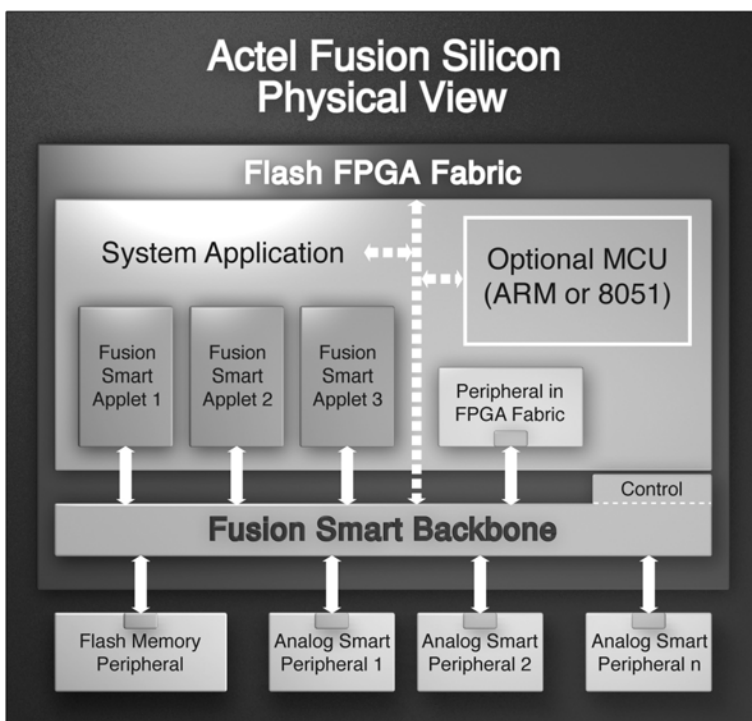 Actel Fusion Silicon
Physical View
Flash FPGA Fabric
System Application
Optional MCU
(ARM or 8051)
Fusion
Smart
Applet 1
Fusion
Smart
Applet 2
Fusion
Smart
Applet 3
Peripheral in
FPGA Fabric
Control
Fusion Smart Backbone
Flash Memory
Peripheral
Analog Smart
Peripheral 1
Analog Smart
Peripheral 2
Analog Smart
Peripheral n